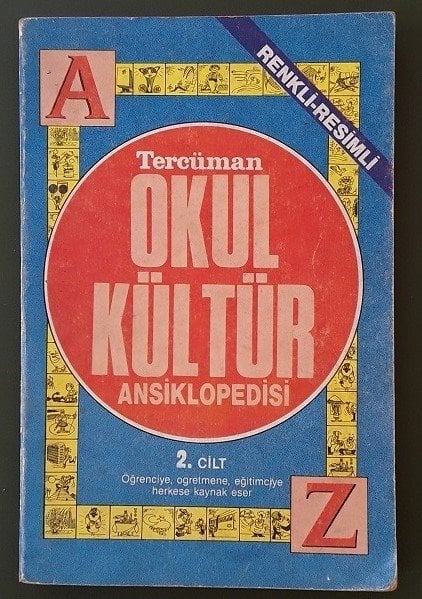 A
RENKLİ-RESİMLİ
Tercüman
OKUL
KÜLTÜR
ANSİKLOPEDİSİ
2. CİLT
Öğrenciye, ogretmene, eğitimciye
herkese kaynak eser
Z